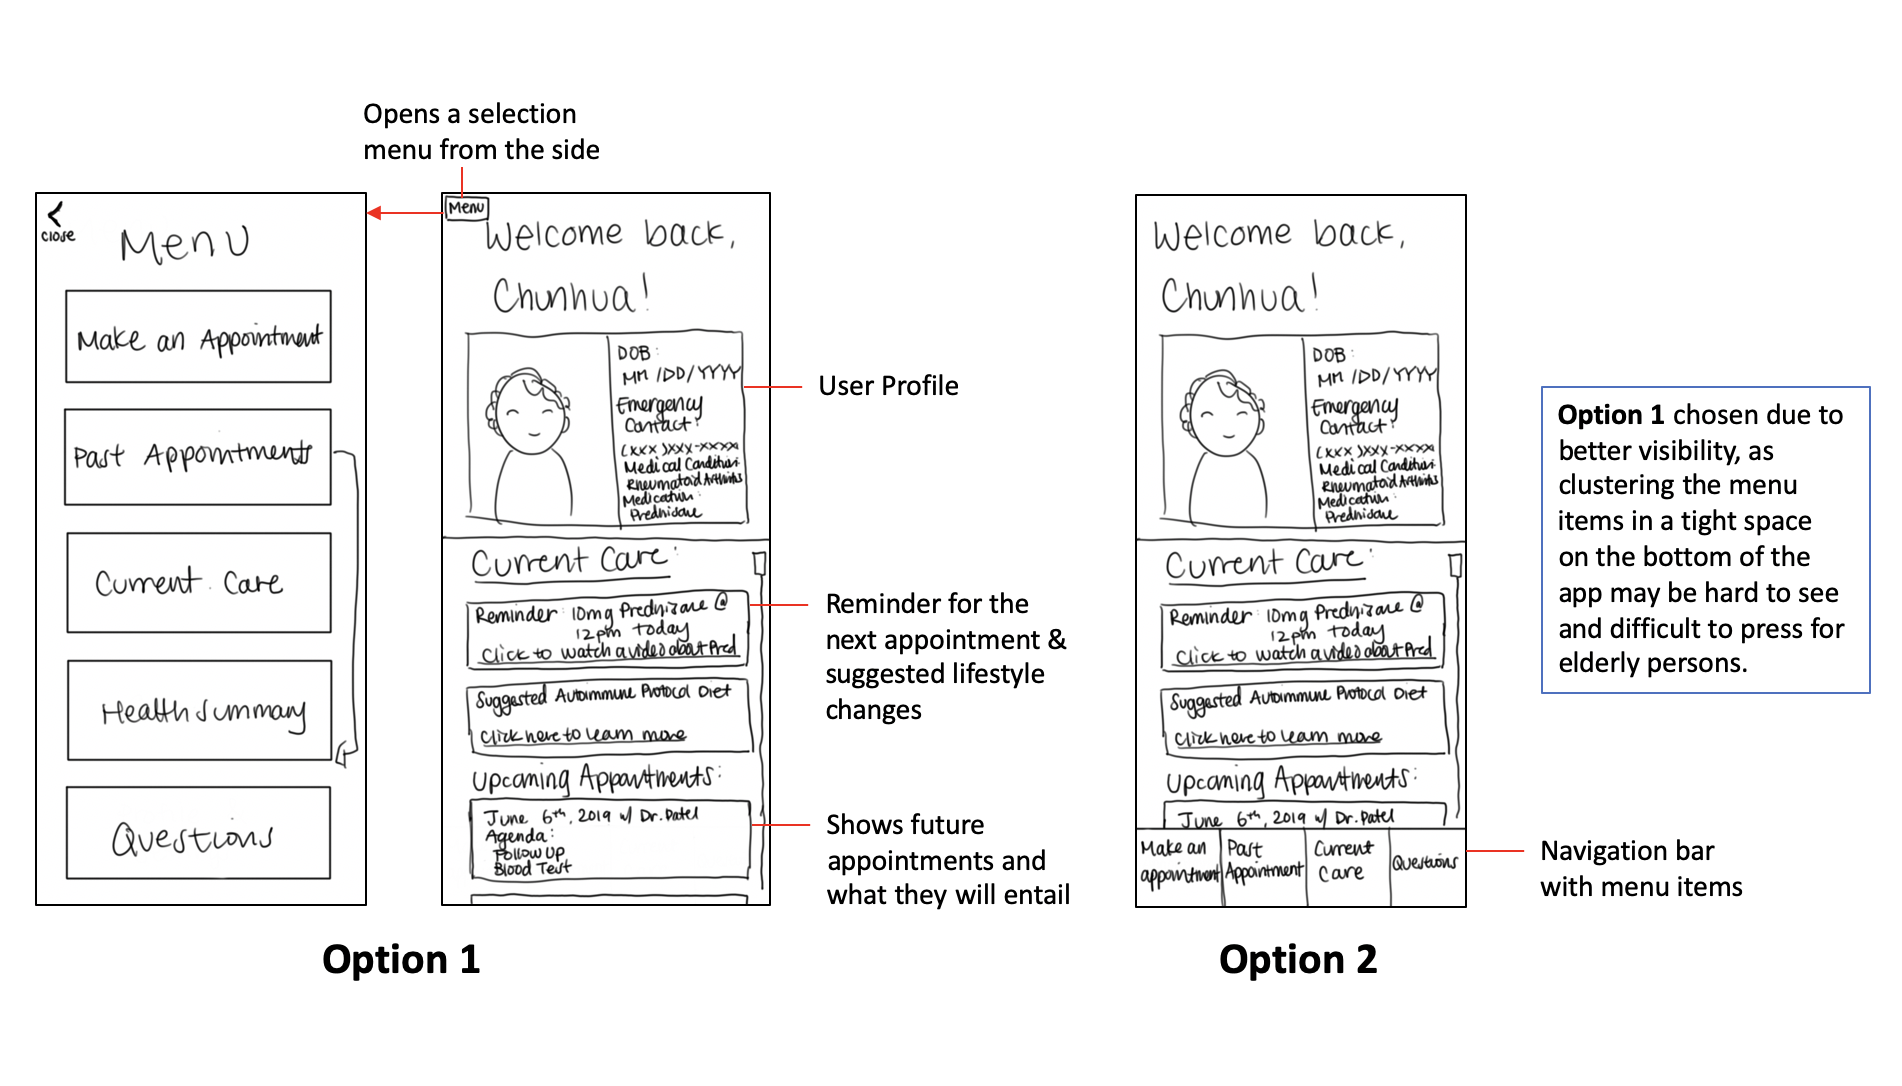 Opens a selection
menu from the side
<
close
Menu
Make an Appointment
Past Appointments
Current Care
Health Summary
Questions
Menu
Welcome back,
Chunhua!
DOB:
MM/DD/YYYY
Emergency
Contact:
(xxx)xxx-xxxx
Medical Condition
Rheumatoid Arthritis
Medication:
Prednisone
User Profile
Current Care:
Reminder: 10mg Prednisone @
12pm today
Click to watch a video about Pred
Suggested Autoimmune Protocol Diet
Click here to learn more
Reminder for the
next appointment &
suggested lifestyle
changes
Upcoming Appointments:
June 6th, 2019 w/ Dr. Patel
Agenda:
Follow Up
Blood Test
Shows future
appointments and
what they will entail
Option 1
Welcome back,
Chunhua!
DOB:
MM/DD/YYYY
Emergency
Contact:
(xxx)xxx-xxxx
Medical Condition
Rheumatoid Arthritis
Medication:
Prednisone
Current Care:
Reminder: 10mg Prednisone @
12pm today
Click to watch a video about Pred
Suggested Autoimmune Protocol Diet
Click here to learn more
Upcoming Appointments:
June 6th, 2019 w/ Dr. Patel
Make an
appointment
Past
Appointment
Current
Care
Questions
Navigation bar
with menu items
Option 2
Option 1 chosen due to
better visibility, as
clustering the menu
items in a tight space
on the bottom of the
app may be hard to see
and difficult to press for
elderly persons.